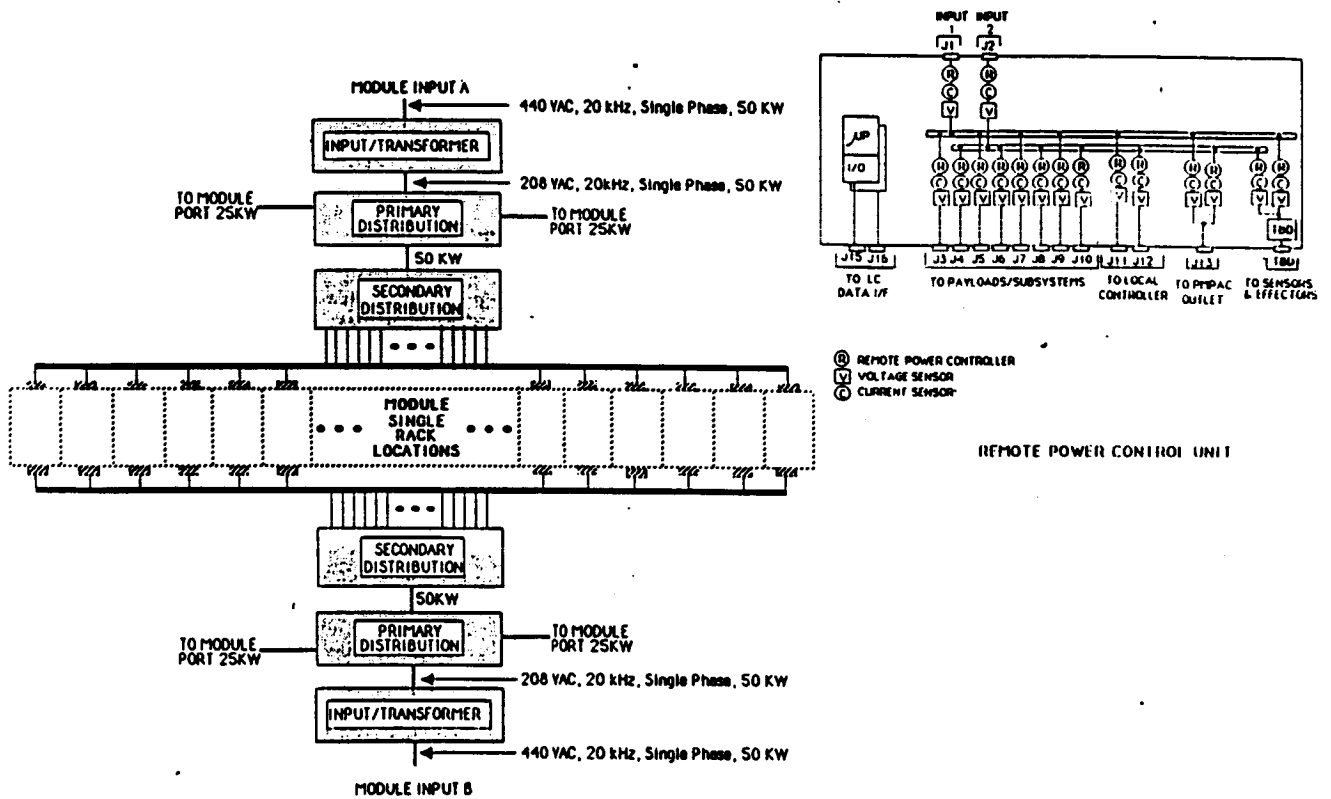 MODULE INPUT A
440 VAC, 20 kHz, Single Phase, 50 KW
INPUT/TRANSFORMER
208 VAC, 20kHz, Single Phase, 50 KW
TO MODULE
PORT 25KW
PRIMARY
DISTRIBUTION
TO MODULE
PORT 25KW
50 KW
SECONDARY
DISTRIBUTION
MODULE
SINGLE
RACK
LOCATIONS
SECONDARY
DISTRIBUTION
50KW
TO MODULE
PORT 25KW
PRIMARY
DISTRIBUTION
TO MODULE
PORT 25KW
208 VAC, 20 kHz, Single Phase, 50 KW
INPUT/TRANSFORMER
440 VAC, 20 kHz, Single Phase, 50 KW
MODULE INPUT B
INPUT INPUT
1 2
J1 J2
R R
C C
V V
μP
I/O
R R R R R R R R R R R R R R
C C C C C C C C C C C C C C
V V V V V V V V V V V V V V
TBD
J15 J16 J3 J4 J5 J6 J7 J8 J9 J10 J11 J12 J13 TBD
TO LC
DATA I/F
TO PAYLOADS/SUBSYSTEMS
TO LOCAL
CONTROLLER
TO PMPAC
OUTLET
TO SENSORS
& EFFECTORS
R REMOTE POWER CONTROLLER
V VOLTAGE SENSOR
C CURRENT SENSOR
REMOTE POWER CONTROL UNIT